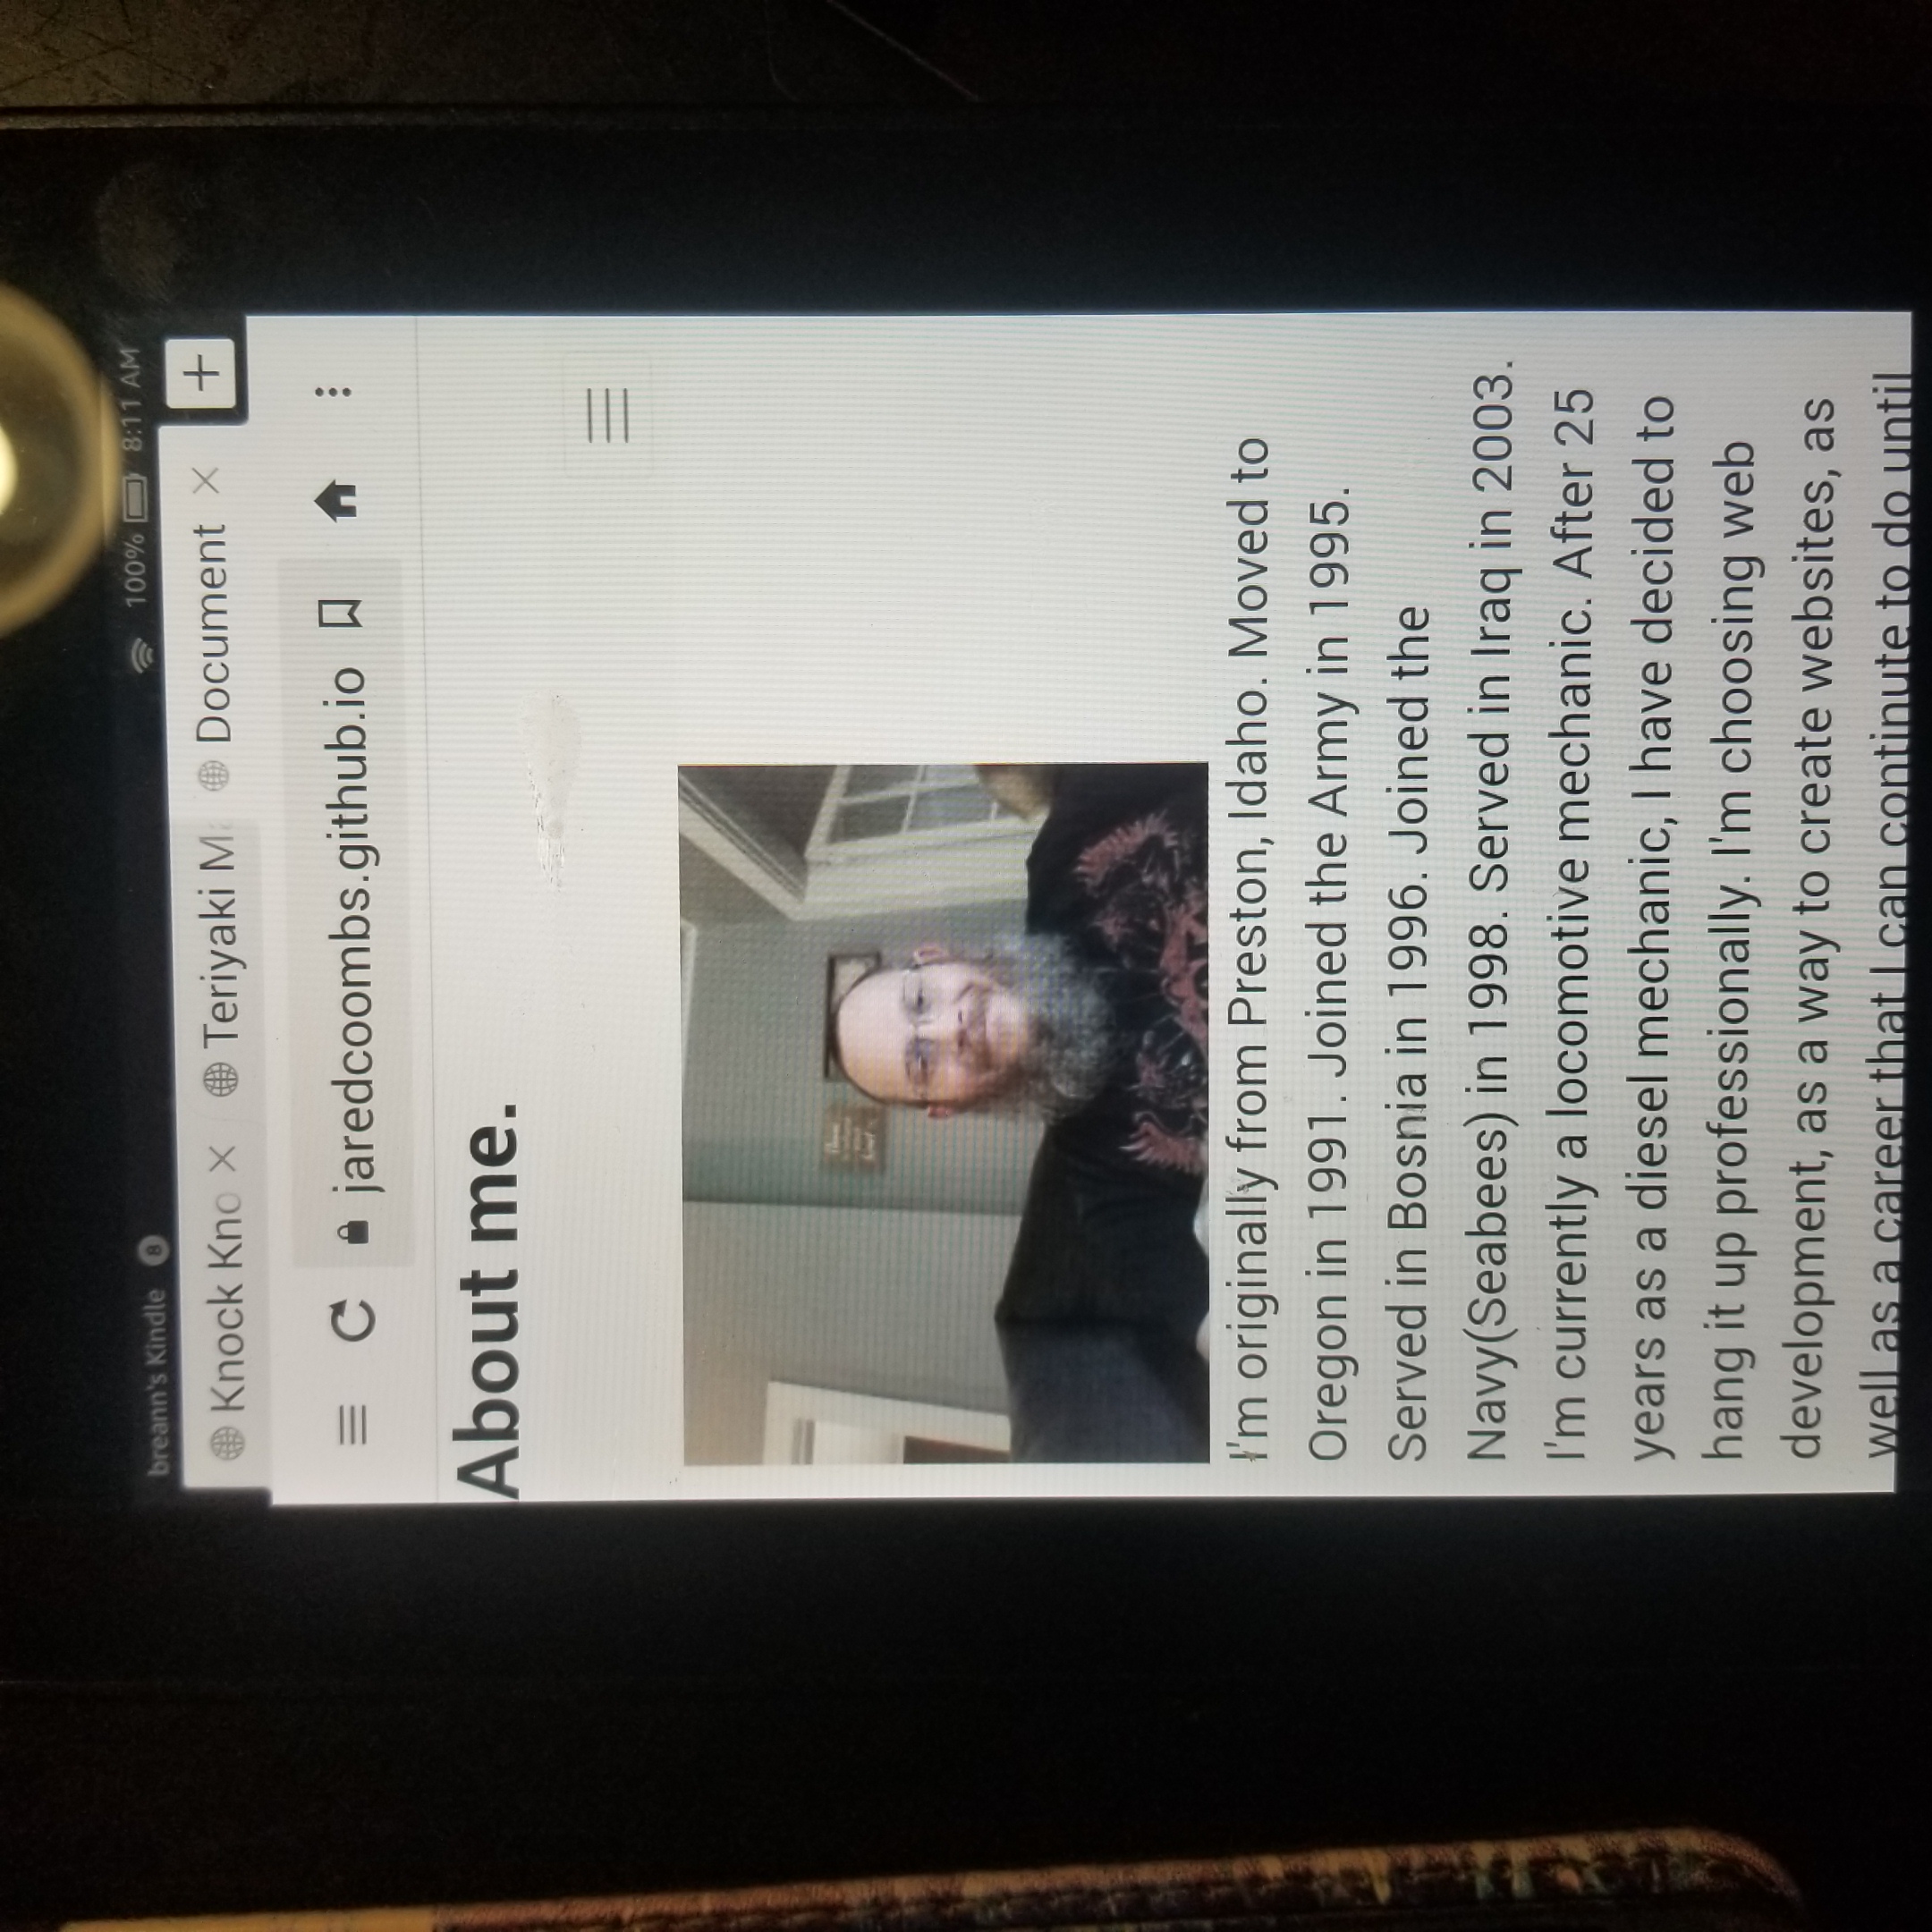 breann's Kindle 8 100% 8:11 AM
Knock Kno Teriyaki M Document
jaredcoombs.github.io
About me.
I'm originally from Preston, Idaho. Moved to
Oregon in 1991. Joined the Army in 1995.
Served in Bosnia in 1996. Joined the
Navy(Seabees) in 1998. Served in Iraq in 2003.
I'm currently a locomotive mechanic. After 25
years as a diesel mechanic, I have decided to
hang it up professionally. I'm choosing web
development, as a way to create websites, as
well as a career that I can continute to do until